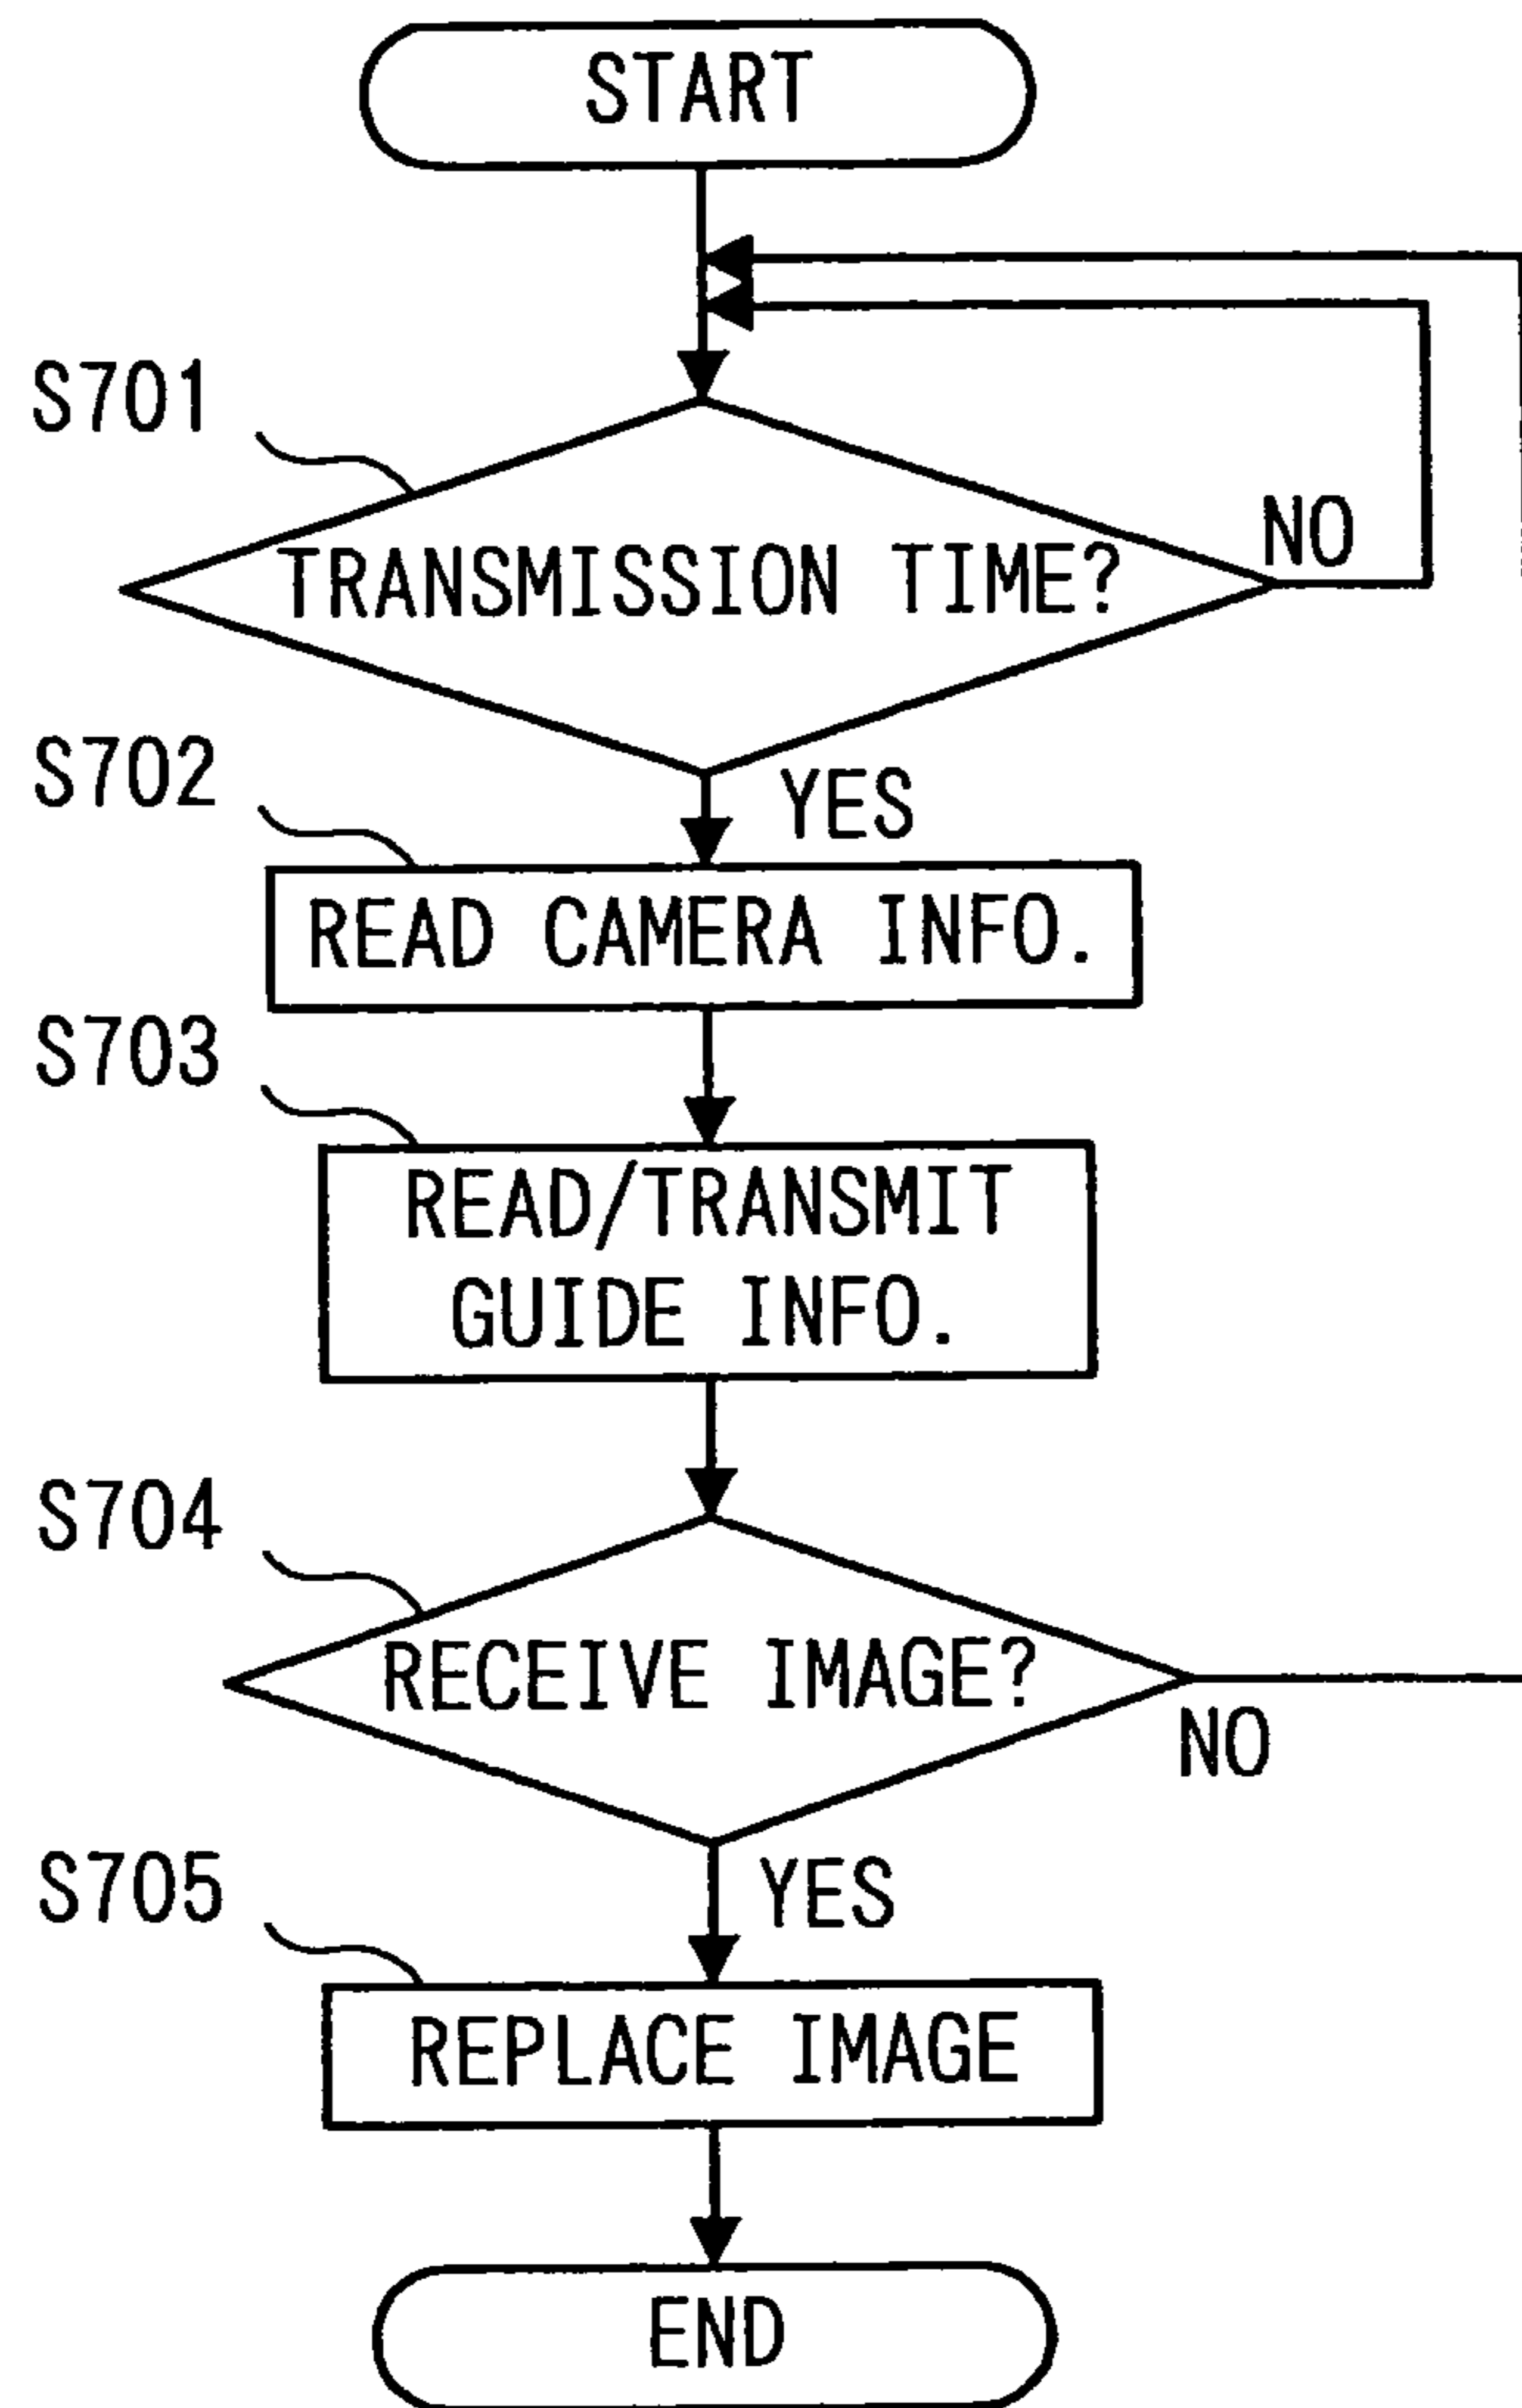 START
S701
TRANSMISSION TIME?
NO
S702
YES
READ CAMERA INFO.
S703
READ/TRANSMIT
GUIDE INFO.
S704
RECEIVE IMAGE?
NO
S705
YES
REPLACE IMAGE
END